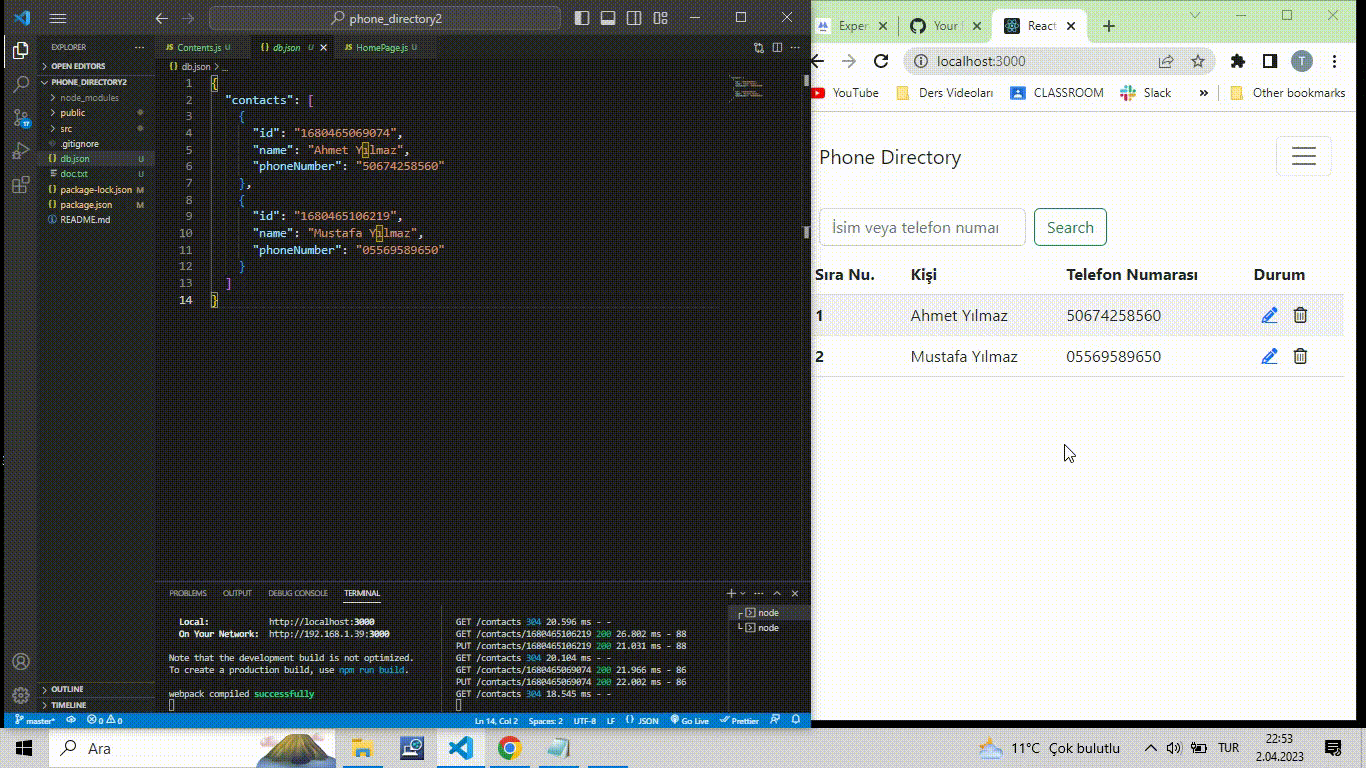 phone_directory2
EXPLORER
OPEN EDITORS
PHONE_DIRECTORY2
node_modules
public
src
.gitignore
db.json U
doc.txt U
package-lock.json M
package.json M
README.md
OUTLINE
TIMELINE
Contents.js U
db.json U
HomePage.js U
db.json > ...
1 {
2 "contacts": [
3 {
4 "id": "1680465069074",
5 "name": "Ahmet Yılmaz",
6 "phoneNumber": "50674258560"
7 },
8 {
9 "id": "1680465106219",
10 "name": "Mustafa Yılmaz",
11 "phoneNumber": "05569589650"
12 }
13 ]
14 }
PROBLEMS OUTPUT DEBUG CONSOLE TERMINAL
Local: http://localhost:3000
On Your Network: http://192.168.1.39:3000
Note that the development build is not optimized.
To create a production build, use npm run build.
webpack compiled successfully
GET /contacts 304 20.596 ms - -
GET /contacts/1680465106219 200 26.802 ms - 88
PUT /contacts/1680465106219 200 21.031 ms - 88
GET /contacts 304 20.104 ms - -
GET /contacts/1680465069074 200 21.966 ms - 86
PUT /contacts/1680465069074 200 22.002 ms - 86
GET /contacts 304 18.545 ms - -
node
node
master* 0 0 Ln 14, Col 2 Spaces: 2 UTF-8 LF {} JSON Go Live Prettier
Exper
Your
React
localhost:3000
T
YouTube Ders Videoları CLASSROOM Slack » Other bookmarks
Phone Directory
İsim veya telefon numar
Search
Sıra Nu. Kişi Telefon Numarası Durum
1 Ahmet Yılmaz 50674258560
2 Mustafa Yılmaz 05569589650
Ara
11°C Çok bulutlu
TUR
22:53
2.04.2023